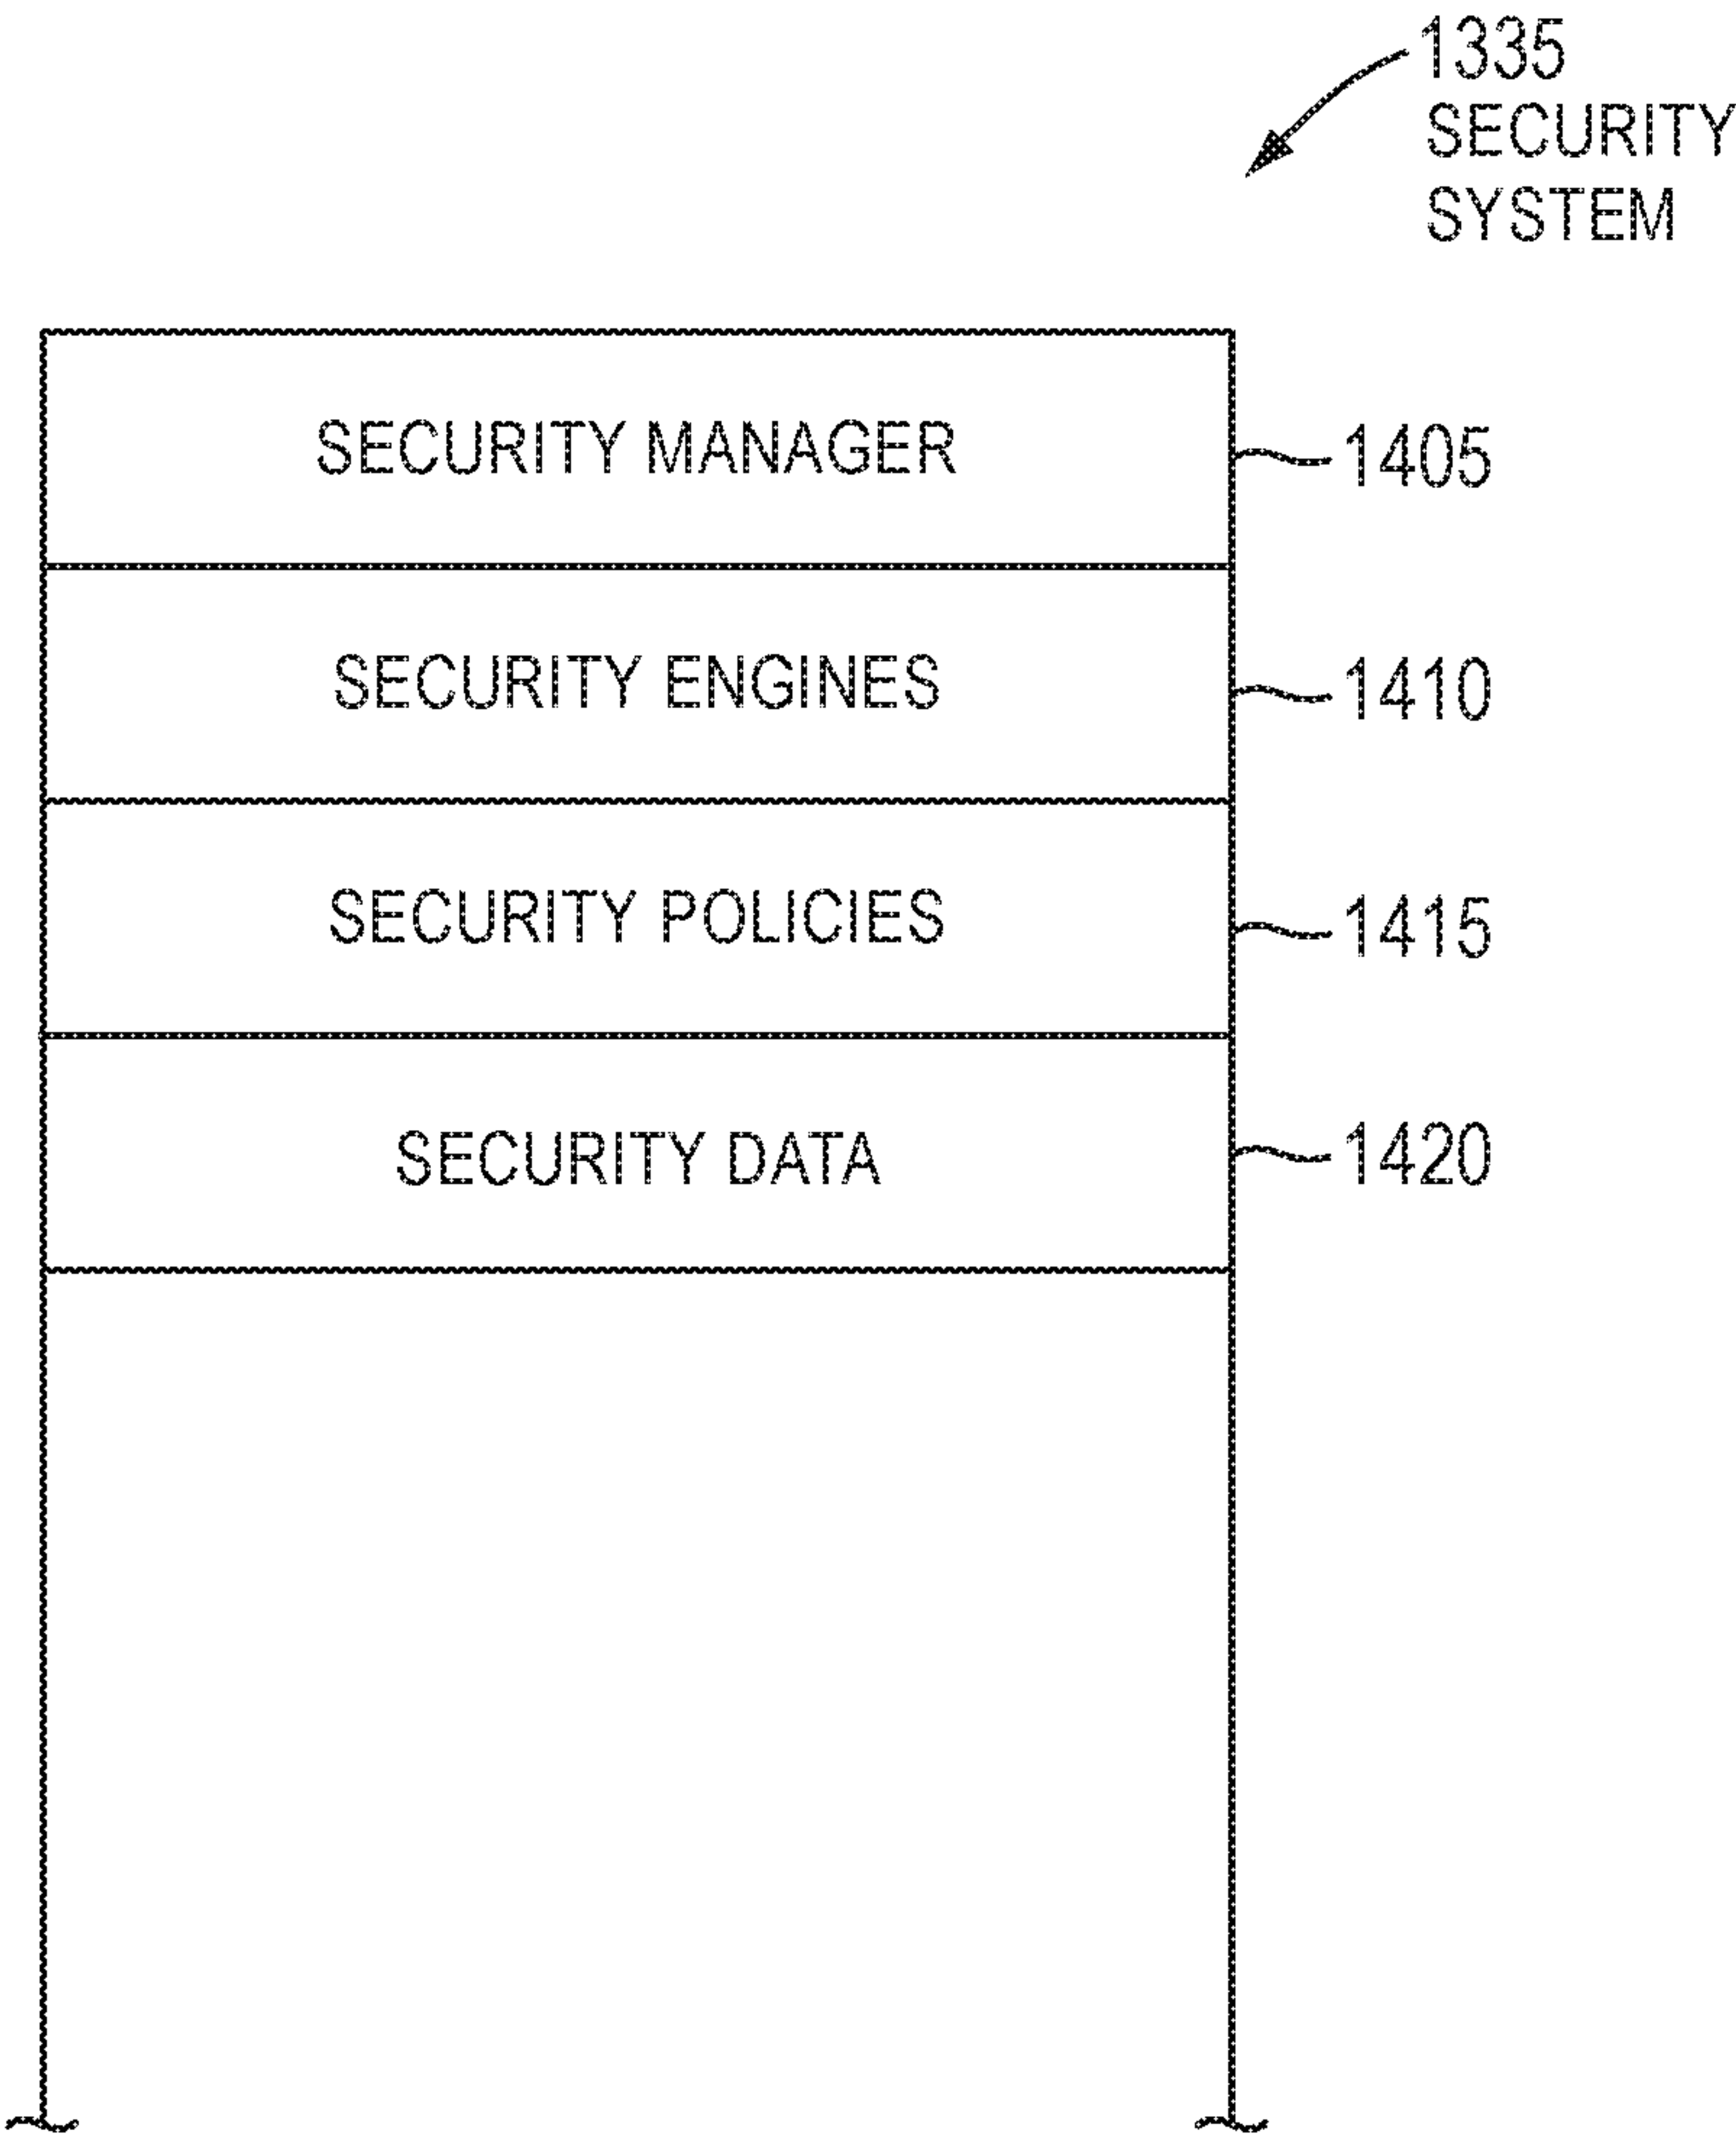 1335
SECURITY
SYSTEM
SECURITY MANAGER 1405
SECURITY ENGINES 1410
SECURITY POLICIES 1415
SECURITY DATA 1420